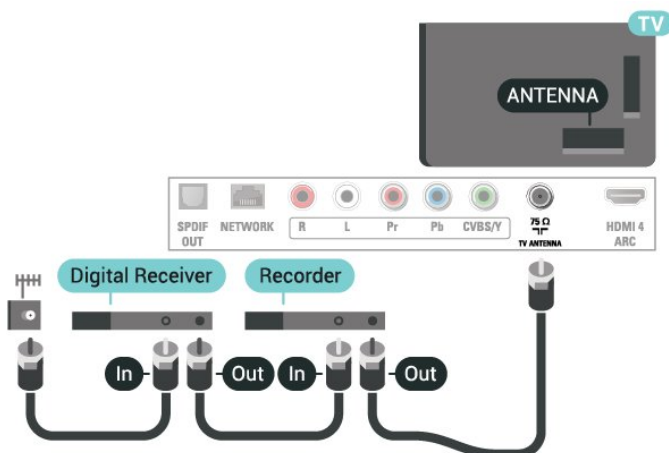 TV
ANTENNA
SPDIF
OUT
NETWORK
R
L
Pr
Pb
CVBS/Y
75 Ω
TV ANTENNA
HDMI 4
ARC
Digital Receiver
Recorder
In
Out
In
Out